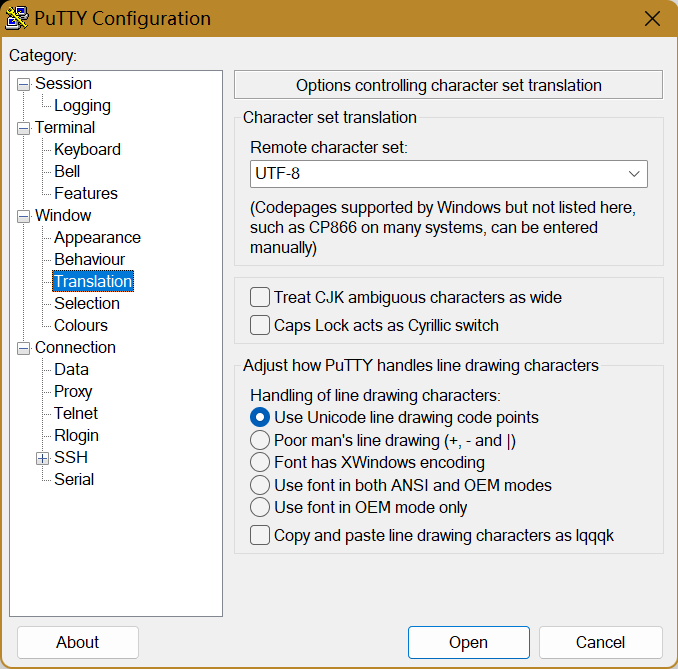 PuTTY Configuration
Category:
Session
Logging
Terminal
Keyboard
Bell
Features
Window
Appearance
Behaviour
Translation
Selection
Colours
Connection
Data
Proxy
Telnet
Rlogin
SSH
Serial
Options controlling character set translation
Character set translation
Remote character set:
UTF-8
(Codepages supported by Windows but not listed here,
such as CP866 on many systems, can be entered
manually)
Treat CJK ambiguous characters as wide
Caps Lock acts as Cyrillic switch
Adjust how PuTTY handles line drawing characters
Handling of line drawing characters:
Use Unicode line drawing code points
Poor man's line drawing (+, - and |)
Font has XWindows encoding
Use font in both ANSI and OEM modes
Use font in OEM mode only
Copy and paste line drawing characters as lqqqk
About
Open
Cancel